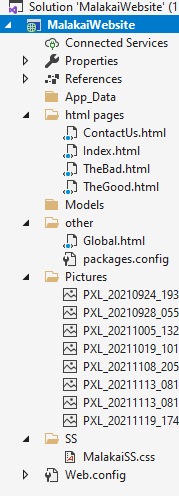 Solution 'MalakaiWebsite' (1
MalakaiWebsite
Connected Services
Properties
References
App_Data
html pages
ContactUs.html
Index.html
TheBad.html
TheGood.html
Models
other
Global.html
packages.config
Pictures
PXL_20210924_193
PXL_20210928_055
PXL_20211005_132
PXL_20211019_101
PXL_20211108_205
PXL_20211113_081
PXL_20211113_081
PXL_20211119_174
SS
MalakaiSS.css
Web.config